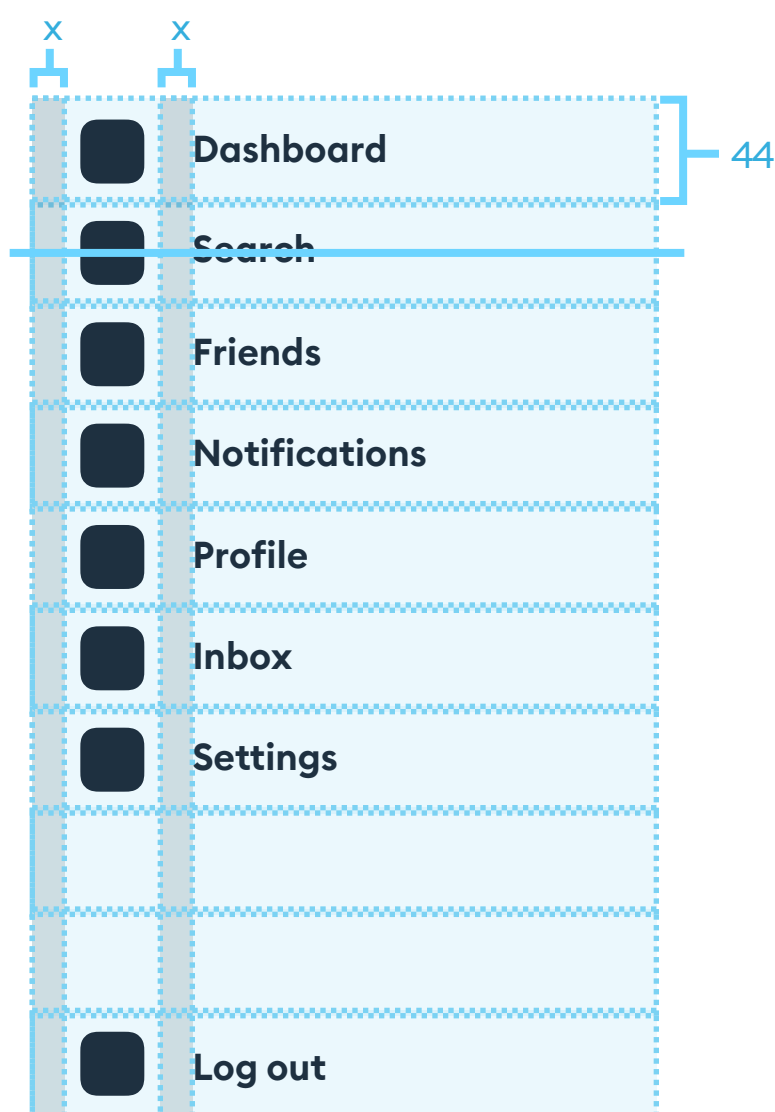 x x
Dashboard
44
Search
Friends
Notifications
Profile
Inbox
Settings
Log out